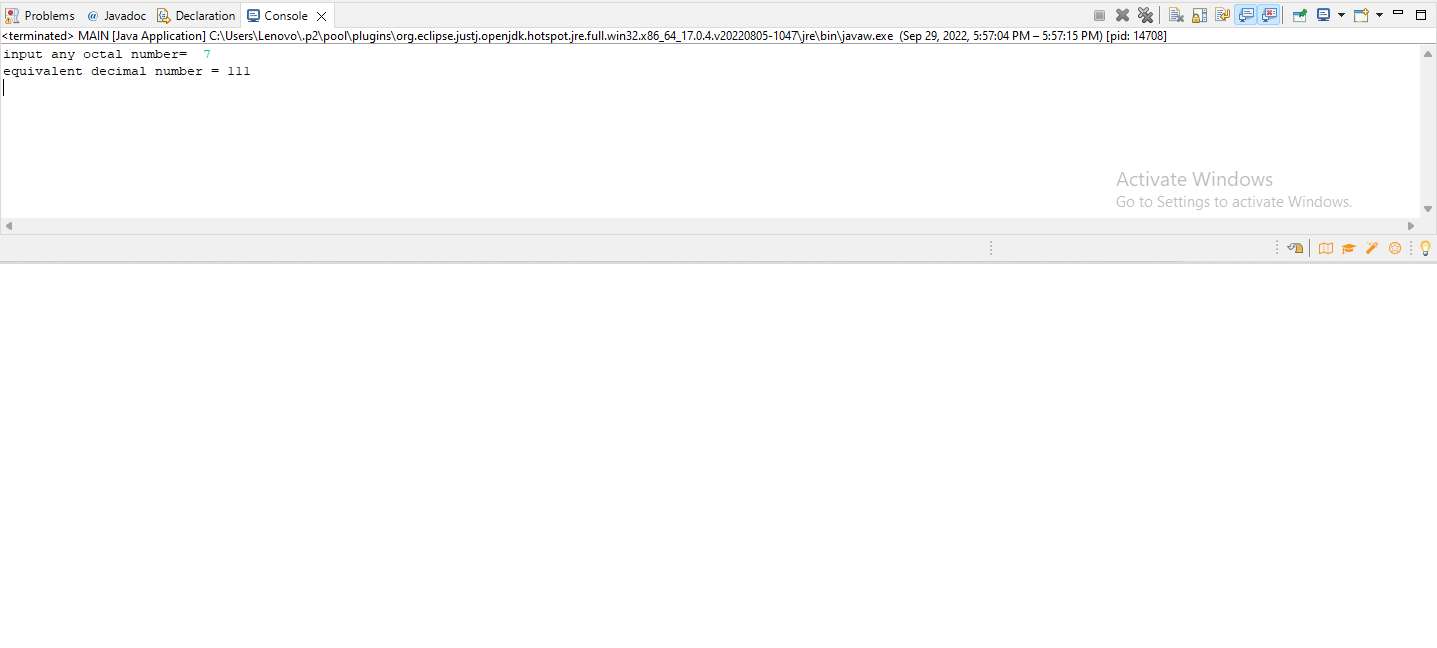 Problems @ Javadoc Declaration Console
<terminated> MAIN [Java Application] C:\Users\Lenovo\.p2\pool\plugins\org.eclipse.justj.openjdk.hotspot.jre.full.win32.x86_64_17.0.4.v20220805-1047\jre\bin\javaw.exe (Sep 29, 2022, 5:57:04 PM – 5:57:15 PM) [pid: 14708]
input any octal number=  7
equivalent decimal number = 111
Activate Windows
Go to Settings to activate Windows.